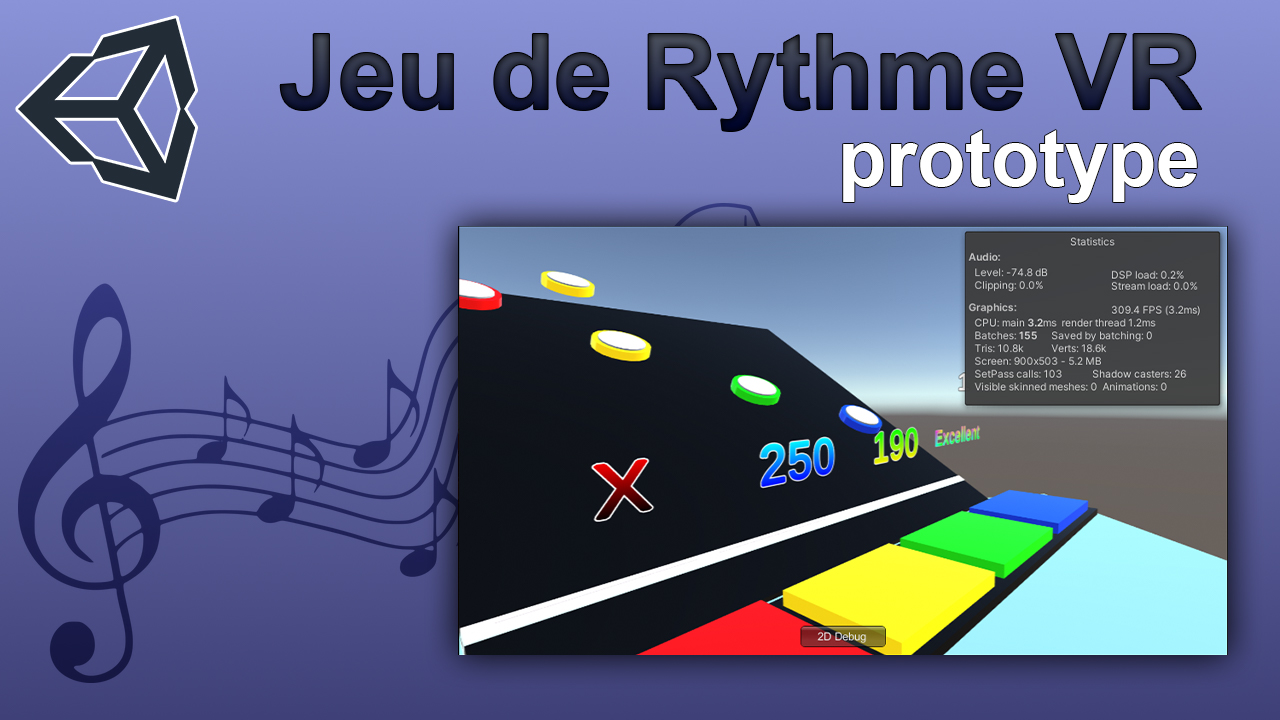 Jeu de Rythme VR
prototype
Statistics
Audio:
Level: -74.8 dB DSP load: 0.2%
Clipping: 0.0% Stream load: 0.0%
Graphics: 309.4 FPS (3.2ms)
CPU: main 3.2ms render thread 1.2ms
Batches: 155 Saved by batching: 0
Tris: 10.8k Verts: 18.6k
Screen: 900x503 - 5.2 MB
SetPass calls: 103 Shadow casters: 26
Visible skinned meshes: 0 Animations: 0
X 250 190 Excellent
2D Debug